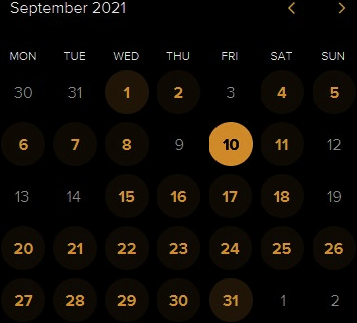 September 2021
MON TUE WED THU FRI SAT SUN
30 31 1 2 3 4 5
6 7 8 9 10 11 12
13 14 15 16 17 18 19
20 21 22 23 24 25 26
27 28 29 30 31 1 2